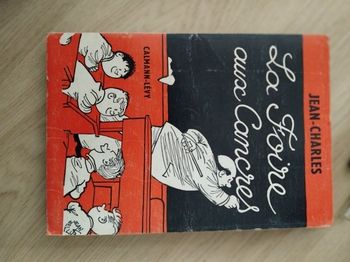 JEAN-CHARLES
La Foire
aux Cancres
CALMANN-LÉVY